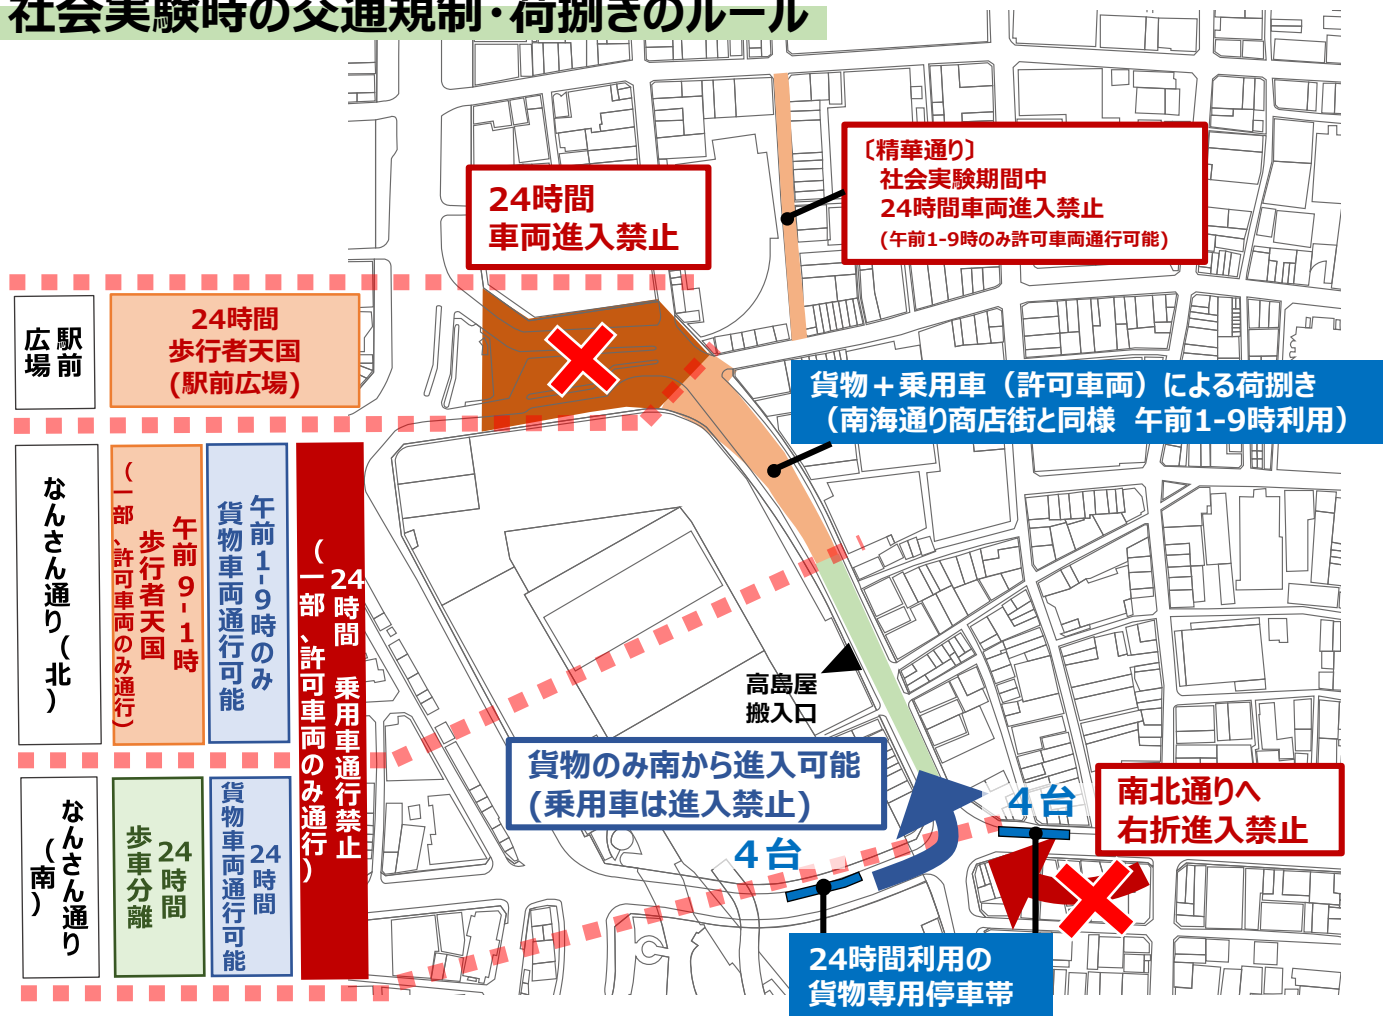 社会実験時の交通規制・荷捌きのルール
〔精華通り〕
社会実験期間中
24時間車両進入禁止
(午前1-9時のみ許可車両通行可能)
24時間
車両進入禁止
駅前
広場
24時間
歩行者天国
(駅前広場)
貨物＋乗用車（許可車両）による荷捌き
（南海通り商店街と同様 午前1-9時利用）
なんさん通り(北)
午前9-1時
歩行者天国
(一部、許可車両のみ通行)
午前1-9時のみ
貨物車両通行可能
24時間 乗用車通行禁止
(一部、許可車両のみ通行)
高島屋
搬入口
貨物のみ南から進入可能
(乗用車は進入禁止)
4台
4台
南北通りへ
右折進入禁止
なんさん通り
(南)
24時間
歩車分離
24時間
貨物車両通行可能
24時間利用の
貨物専用停車帯